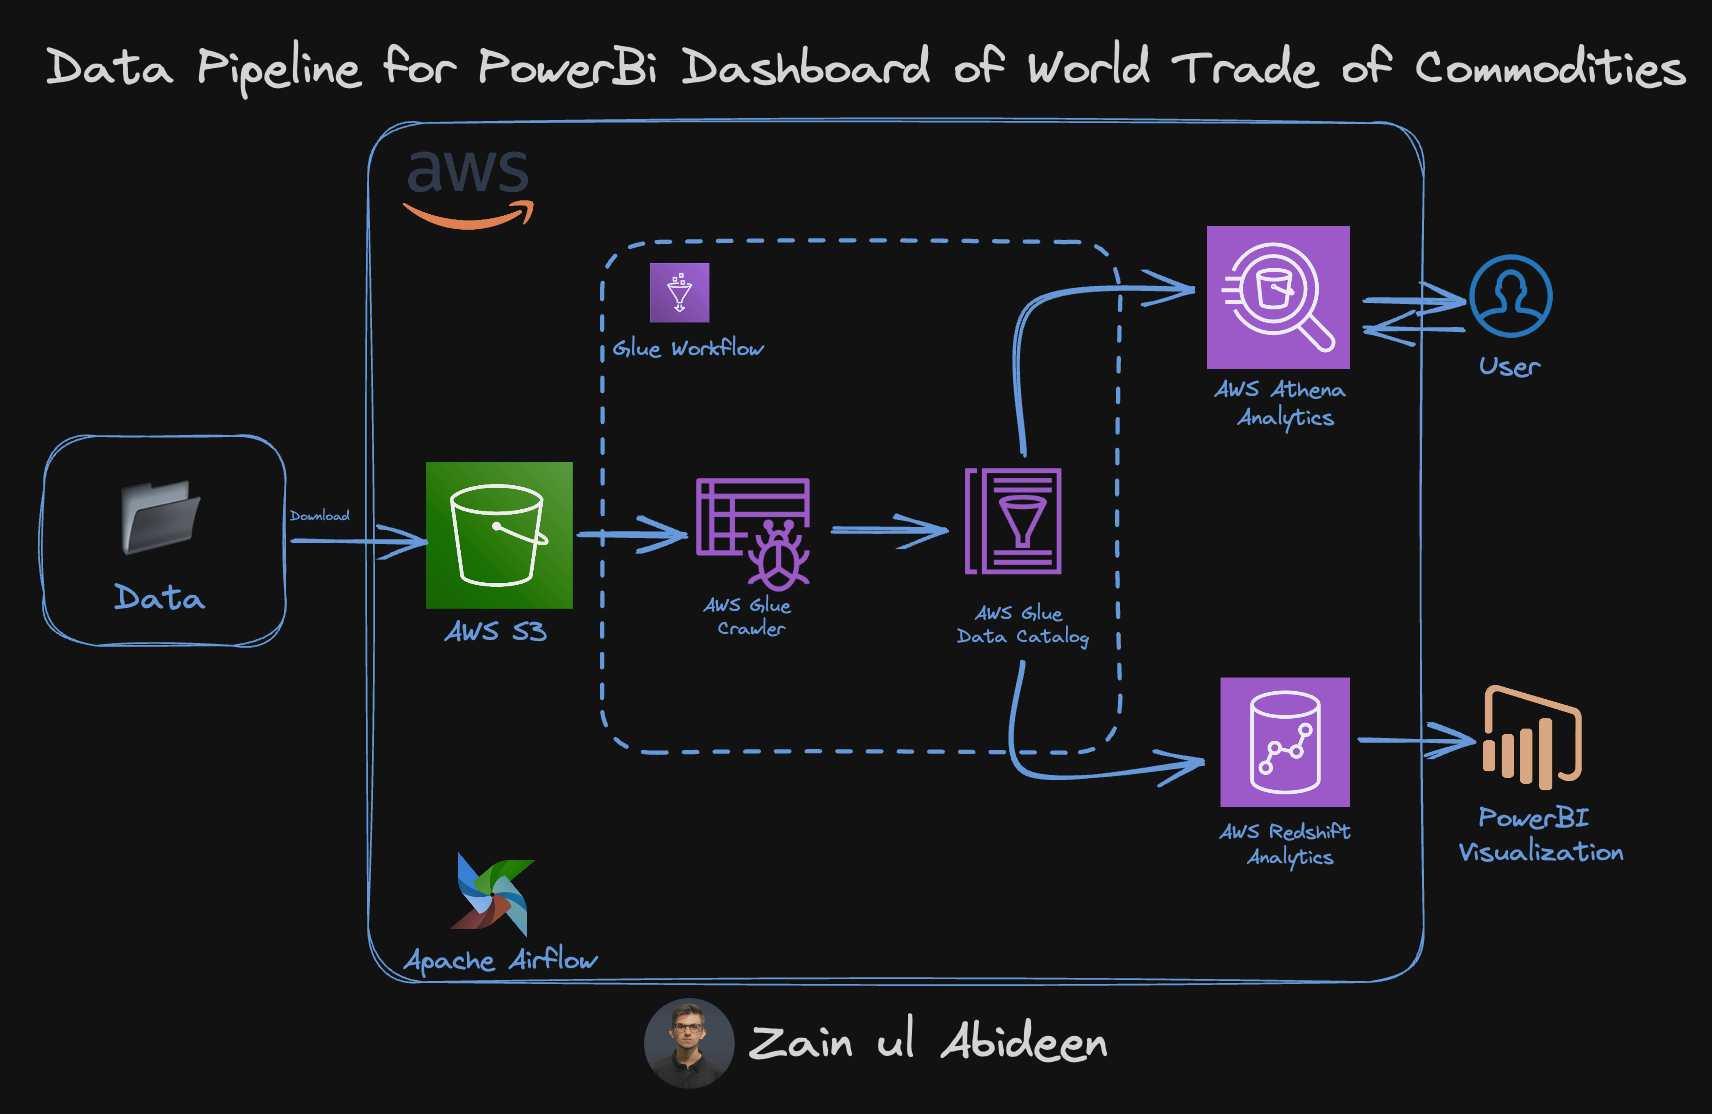 Data Pipeline for PowerBi Dashboard of World Trade of Commodities
aws
Glue Workflow
AWS Athena
Analytics
User
Download
Data
AWS S3
AWS Glue
Crawler
AWS Glue
Data Catalog
AWS Redshift
Analytics
PowerBI
Visualization
Apache Airflow
Zain ul Abideen